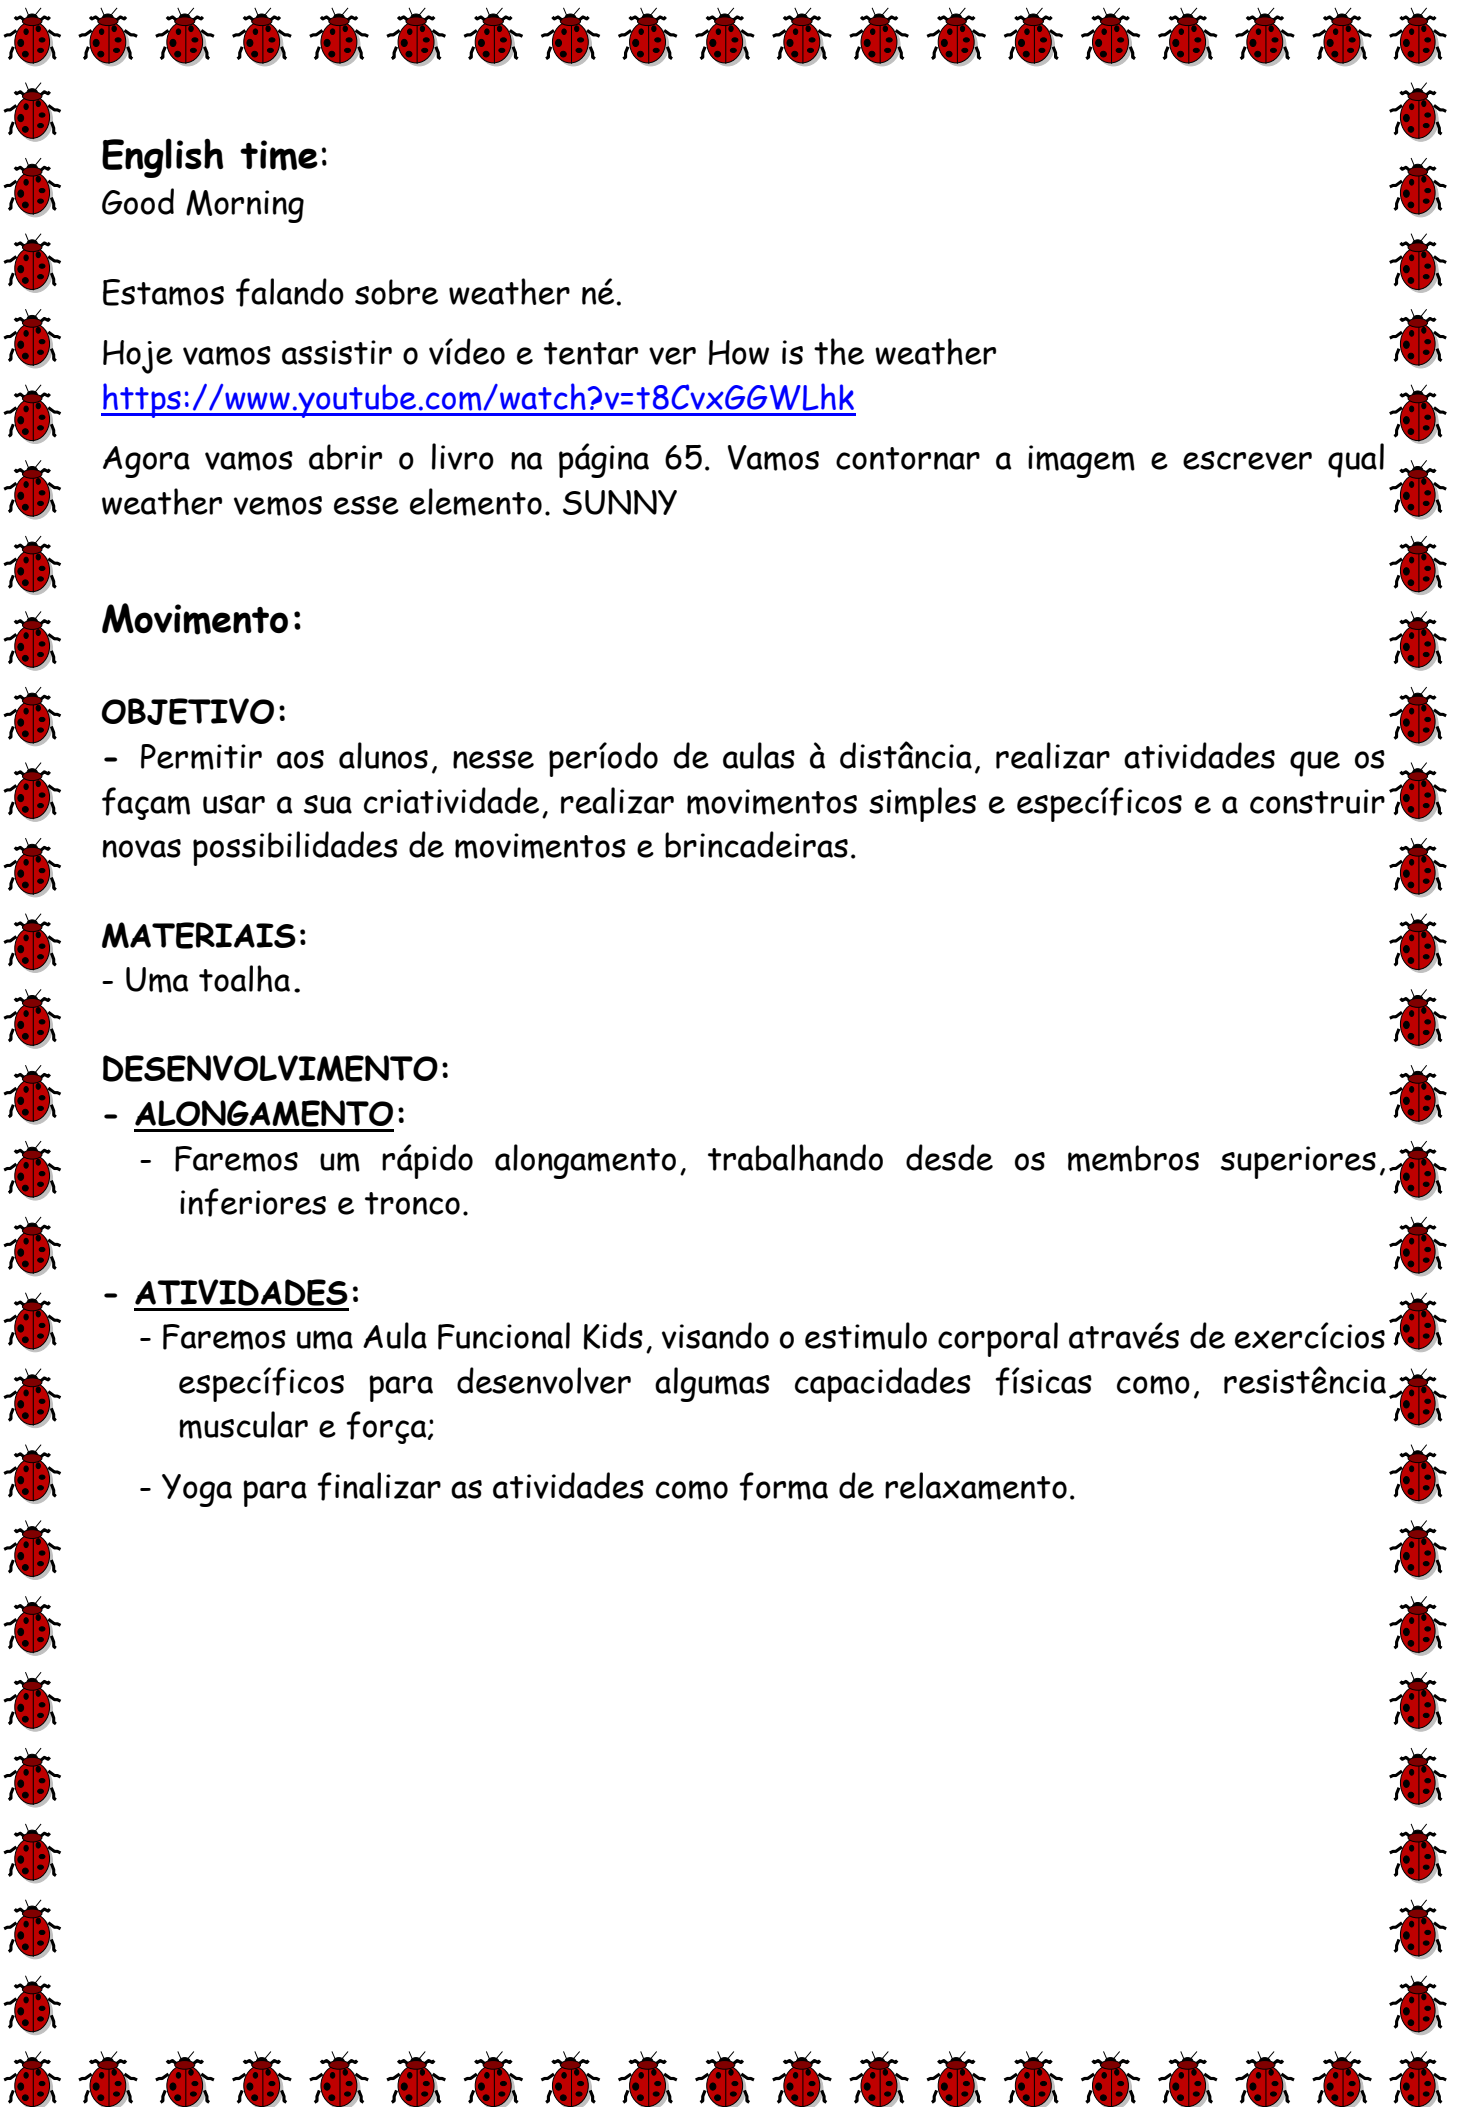 English time:
Good Morning
Estamos falando sobre weather né.
Hoje vamos assistir o vídeo e tentar ver How is the weather
https://www.youtube.com/watch?v=t8CvxGGWLhk
Agora vamos abrir o livro na página 65. Vamos contornar a imagem e escrever qual
weather vemos esse elemento. SUNNY
Movimento:
OBJETIVO:
- Permitir aos alunos, nesse período de aulas à distância, realizar atividades que os
façam usar a sua criatividade, realizar movimentos simples e específicos e a construir
novas possibilidades de movimentos e brincadeiras.
MATERIAIS:
- Uma toalha.
DESENVOLVIMENTO:
- ALONGAMENTO:
- Faremos um rápido alongamento, trabalhando desde os membros superiores,
inferiores e tronco.
- ATIVIDADES:
- Faremos uma Aula Funcional Kids, visando o estimulo corporal através de exercícios
específicos para desenvolver algumas capacidades físicas como, resistência
muscular e força;
- Yoga para finalizar as atividades como forma de relaxamento.